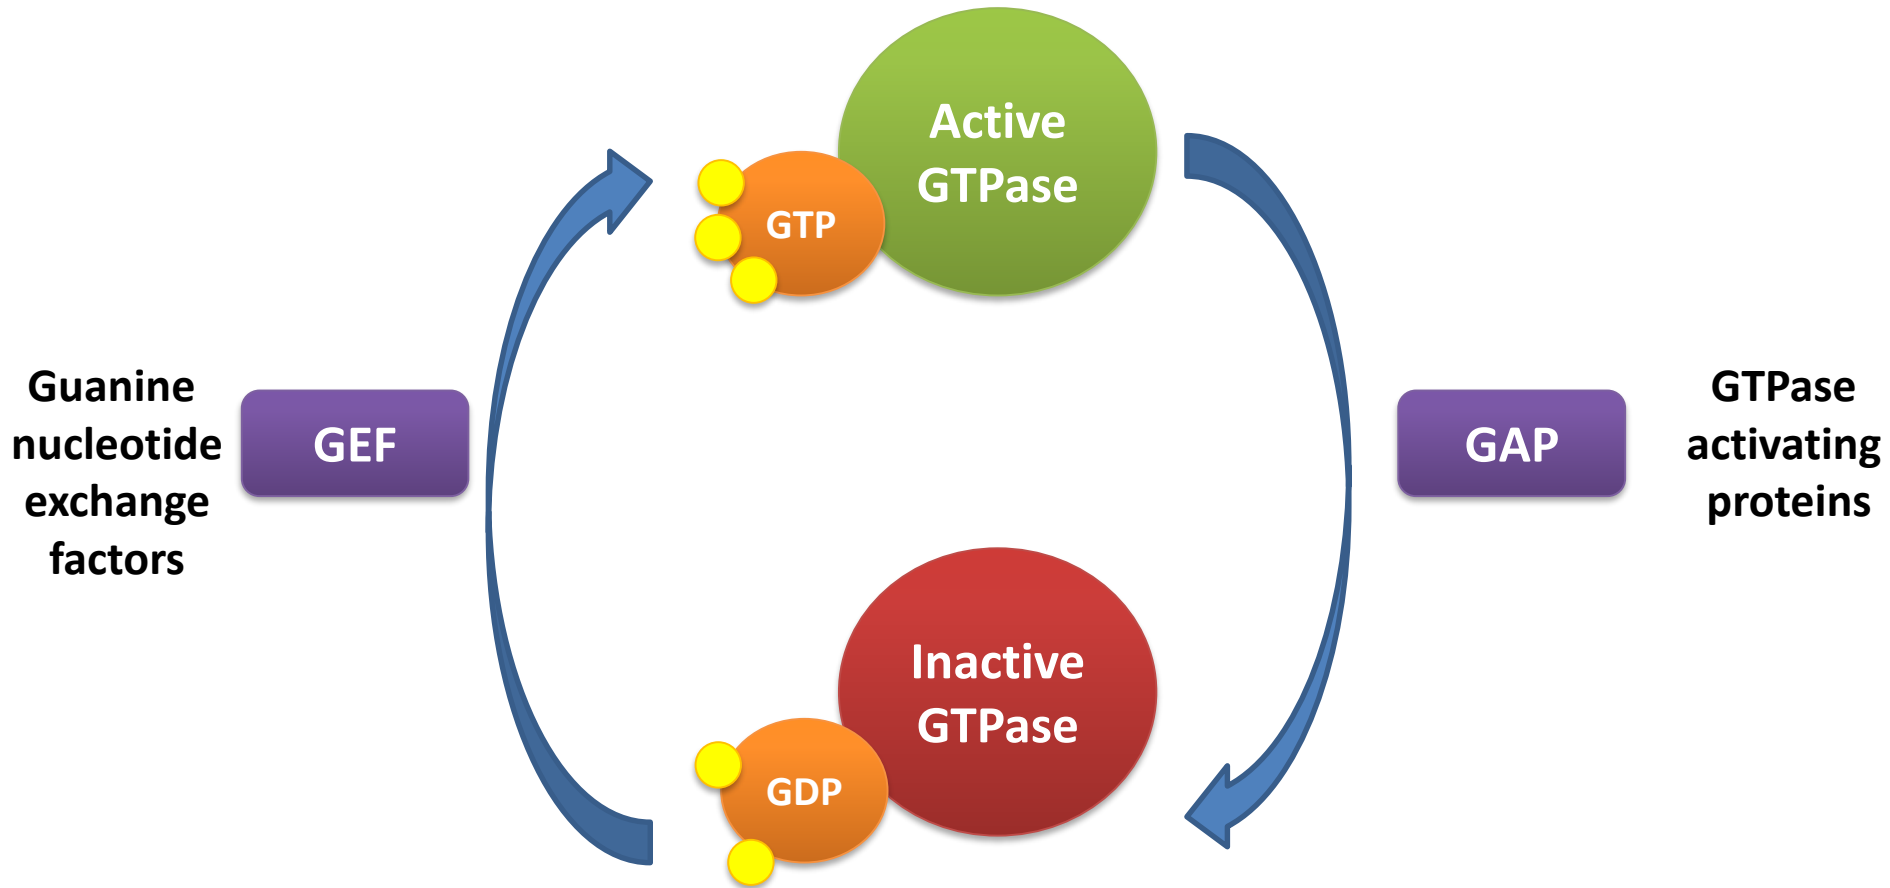 Active
GTPase
GTP
Guanine
nucleotide
exchange
factors
GEF
GAP
GTPase
activating
proteins
Inactive
GTPase
GDP